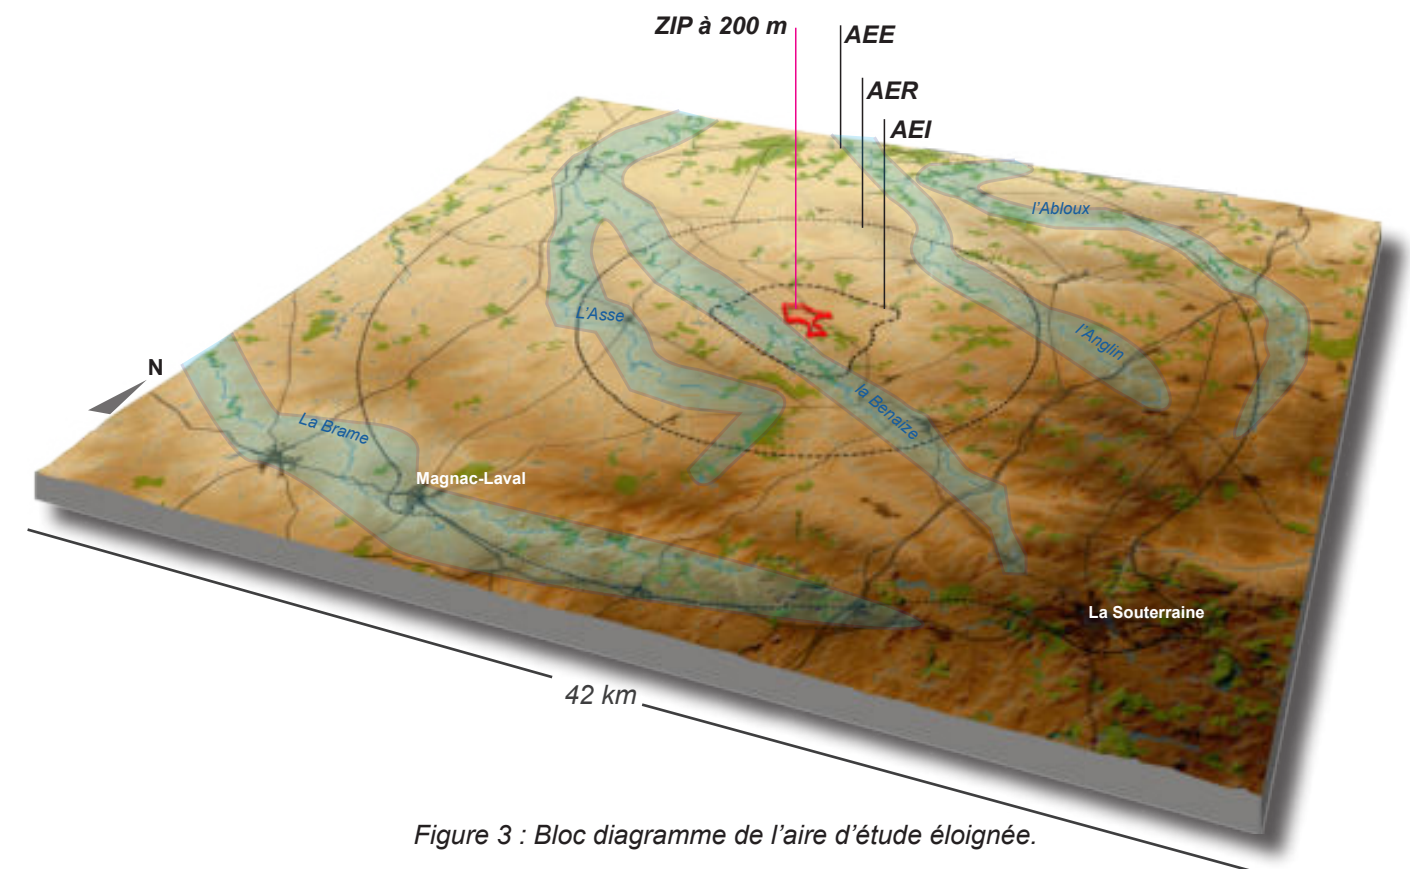 ZIP à 200 m
AEE
AER
AEI
l'Abloux
L'Asse
l'Anglin
N
la Benaize
La Brame
Magnac-Laval
La Souterraine
42 km
Figure 3 : Bloc diagramme de l'aire d'étude éloignée.